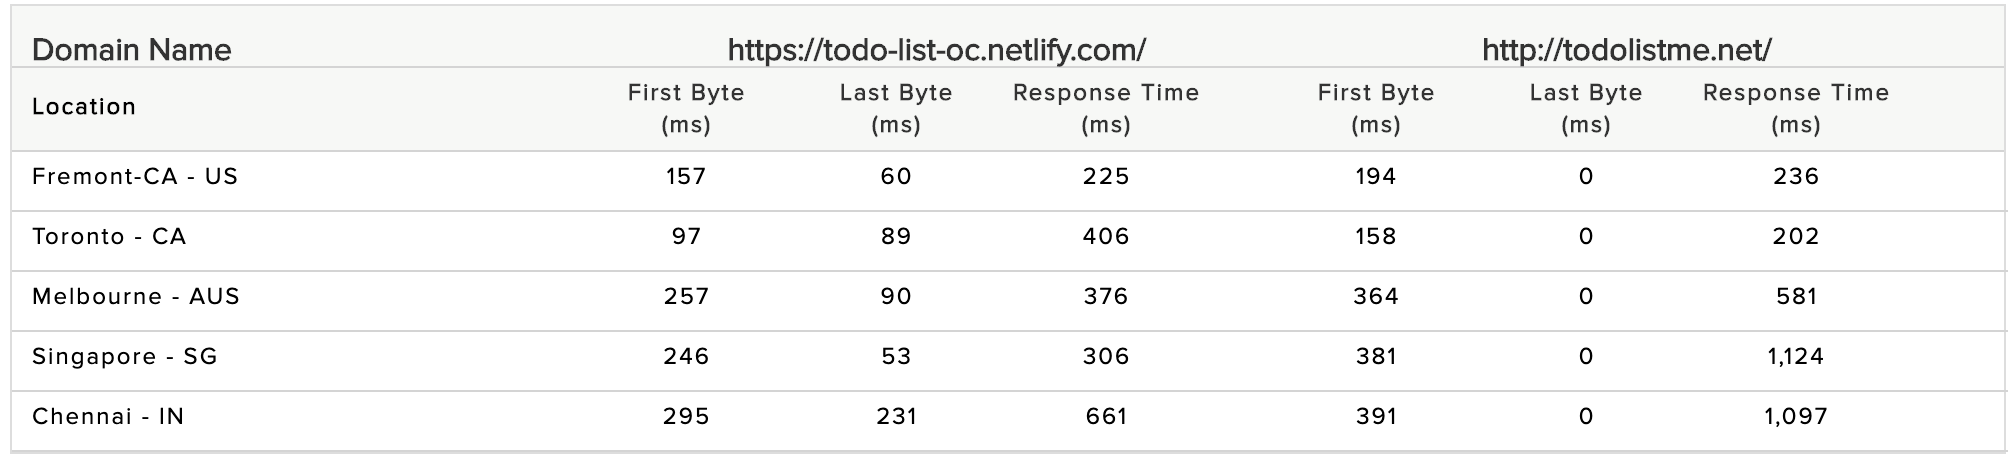 Domain Name https://todo-list-oc.netlify.com/ http://todolistme.net/
Location First Byte (ms) Last Byte (ms) Response Time (ms) First Byte (ms) Last Byte (ms) Response Time (ms)
Fremont-CA - US 157 60 225 194 0 236
Toronto - CA 97 89 406 158 0 202
Melbourne - AUS 257 90 376 364 0 581
Singapore - SG 246 53 306 381 0 1,124
Chennai - IN 295 231 661 391 0 1,097